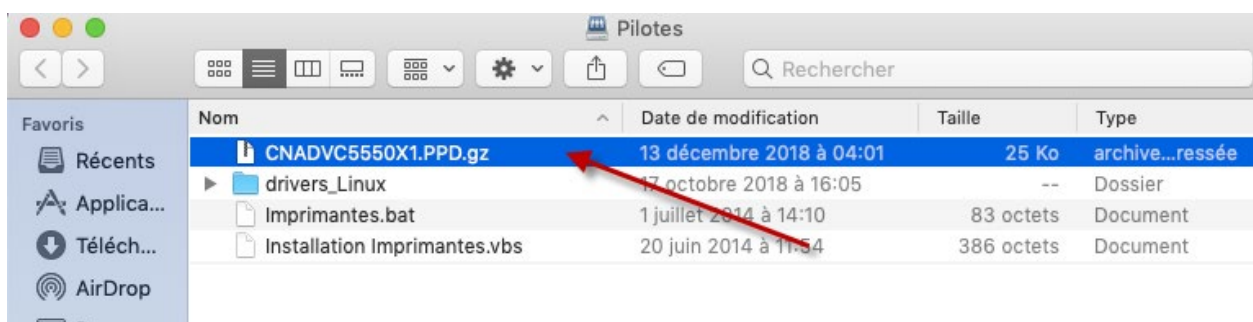 Pilotes
Rechercher
Favoris
Nom Date de modification Taille Type
Récents
CNADVC5550X1.PPD.gz 13 décembre 2018 à 04:01 25 Ko archive...ressée
Applica...
drivers_Linux 17 octobre 2018 à 16:05 -- Dossier
Imprimantes.bat 1 juillet 2014 à 14:10 83 octets Document
Téléch...
Installation Imprimantes.vbs 20 juin 2014 à 11:54 386 octets Document
AirDrop